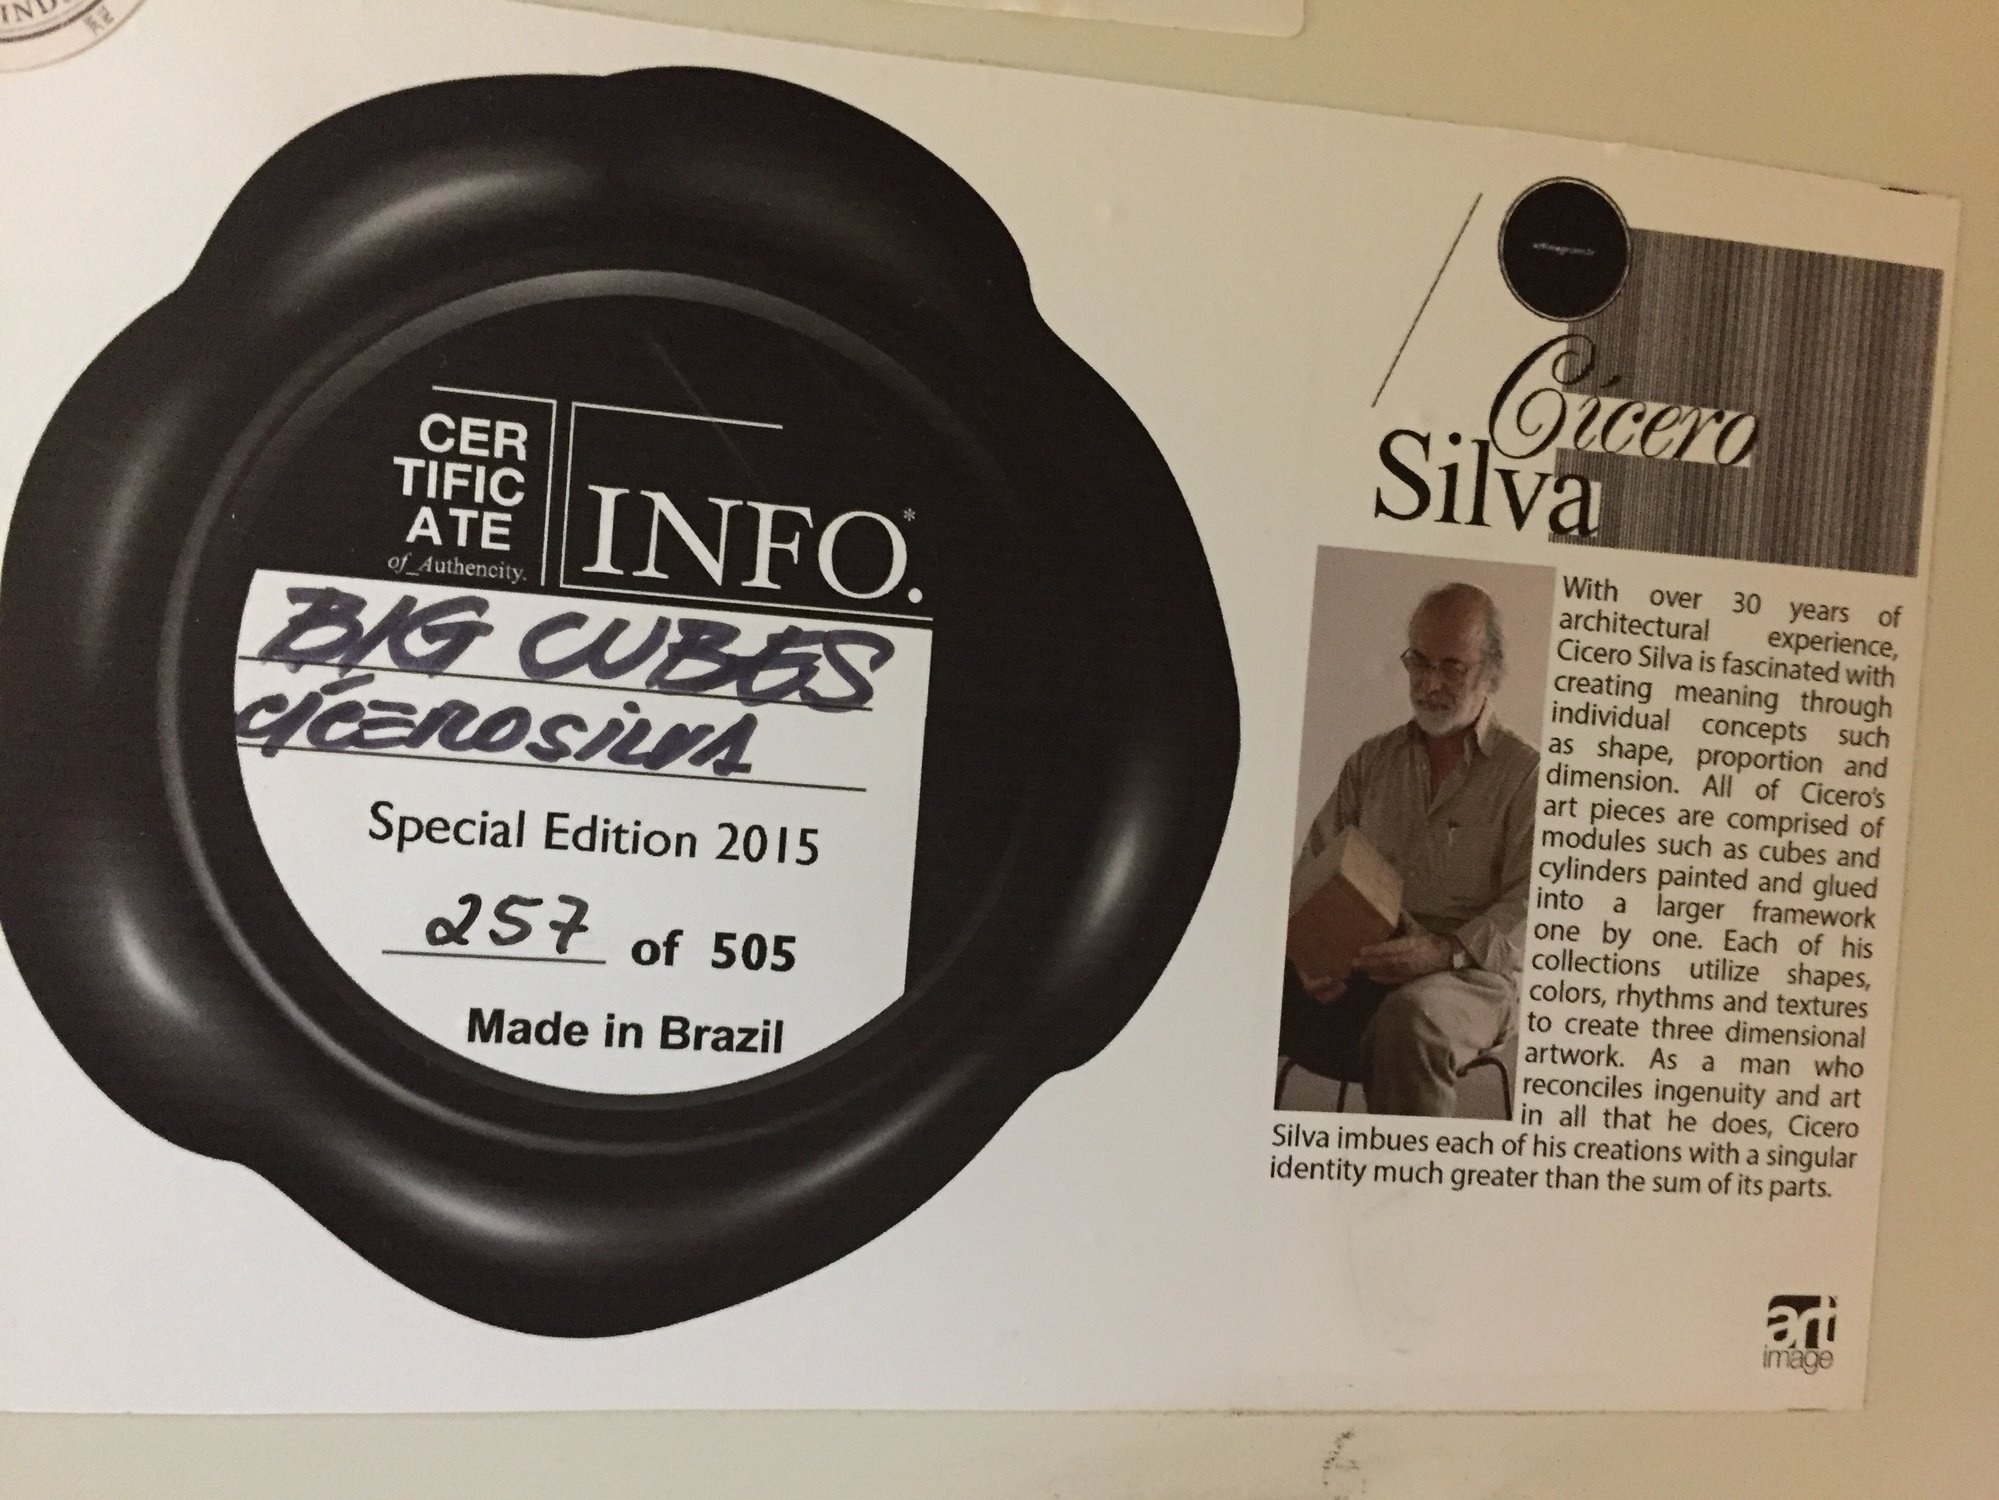 CER
TIFIC
ATE
of_Authencity.
INFO.*
BIG CUBES
cícero silva
Special Edition 2015
257 of 505
Made in Brazil
Cícero
Silva
With over 30 years of
architectural experience,
Cicero Silva is fascinated with
creating meaning through
individual concepts such
as shape, proportion and
dimension. All of Cicero's
art pieces are comprised of
modules such as cubes and
cylinders painted and glued
into a larger framework
one by one. Each of his
collections utilize shapes,
colors, rhythms and textures
to create three dimensional
artwork. As a man who
reconciles ingenuity and art
in all that he does, Cicero
Silva imbues each of his creations with a singular
identity much greater than the sum of its parts.
arti
image